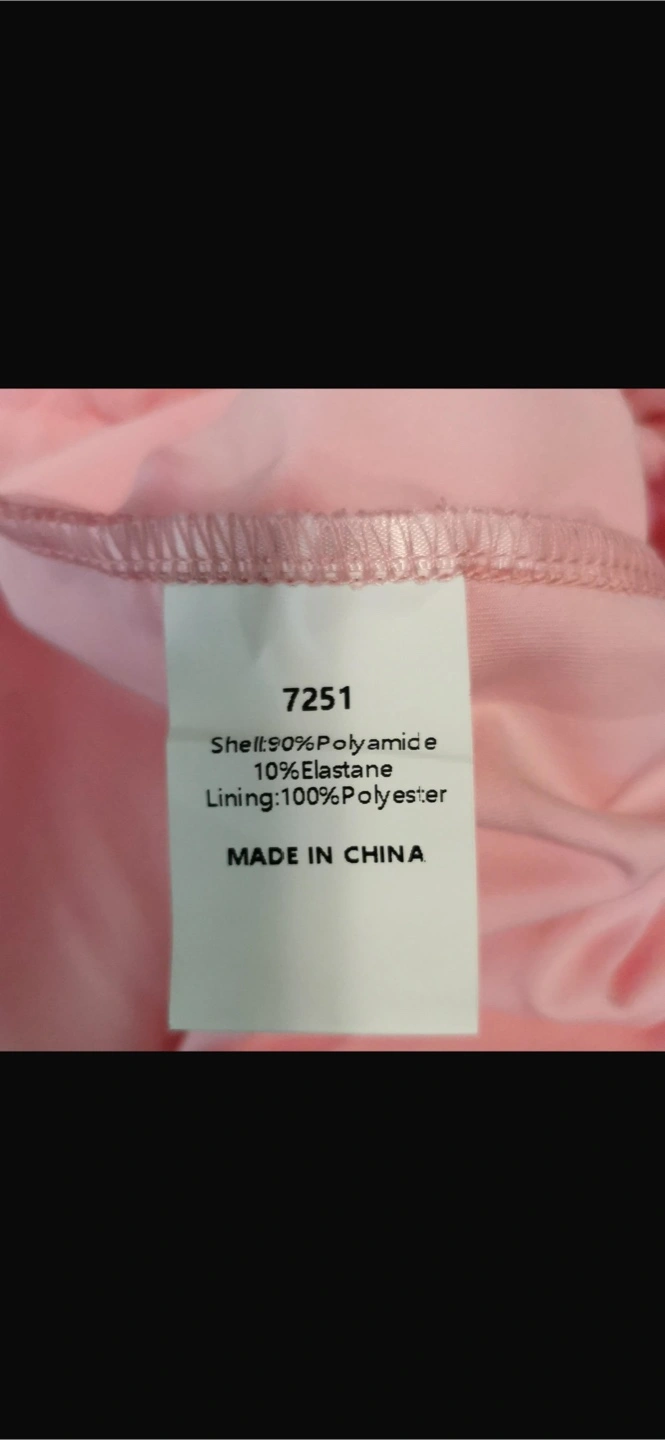 7251
Shell:90%Polyamide
10%Elastane
Lining:100%Polyester
MADE IN CHINA